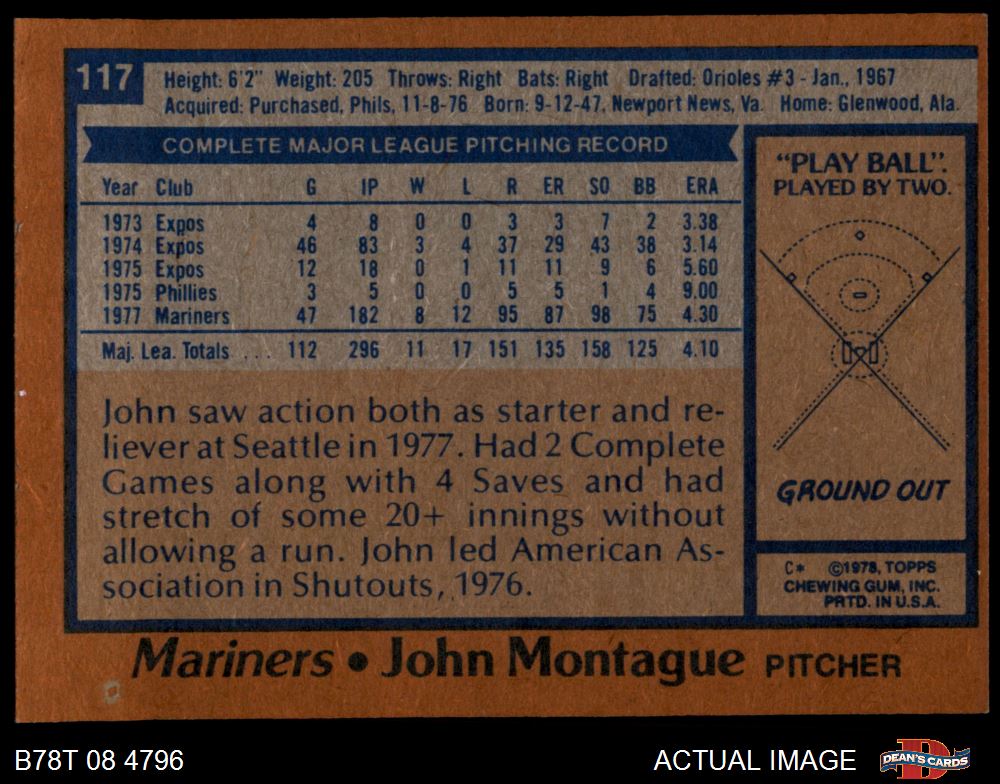 117
Height: 6'2" Weight: 205 Throws: Right Bats: Right Drafted: Orioles #3 - Jan., 1967
Acquired: Purchased, Phils, 11-8-76 Born: 9-12-47, Newport News, Va. Home: Glenwood, Ala.
COMPLETE MAJOR LEAGUE PITCHING RECORD
Year Club G IP W L R ER SO BB ERA
1973 Expos 4 8 0 0 3 3 7 2 3.38
1974 Expos 46 83 3 4 37 29 43 38 3.14
1975 Expos 12 18 0 1 11 11 9 6 5.60
1975 Phillies 3 5 0 0 5 5 1 4 9.00
1977 Mariners 47 182 8 12 95 87 98 75 4.30
Maj. Lea. Totals ... 112 296 11 17 151 135 158 125 4.10
John saw action both as starter and re-
liever at Seattle in 1977. Had 2 Complete
Games along with 4 Saves and had
stretch of some 20+ innings without
allowing a run. John led American As-
sociation in Shutouts, 1976.
"PLAY BALL".
PLAYED BY TWO.
GROUND OUT
C* ©1978, TOPPS
CHEWING GUM, INC.
PRTD. IN U.S.A.
Mariners • John Montague PITCHER
B78T 08 4796
ACTUAL IMAGE
D
DEAN'S CARDS